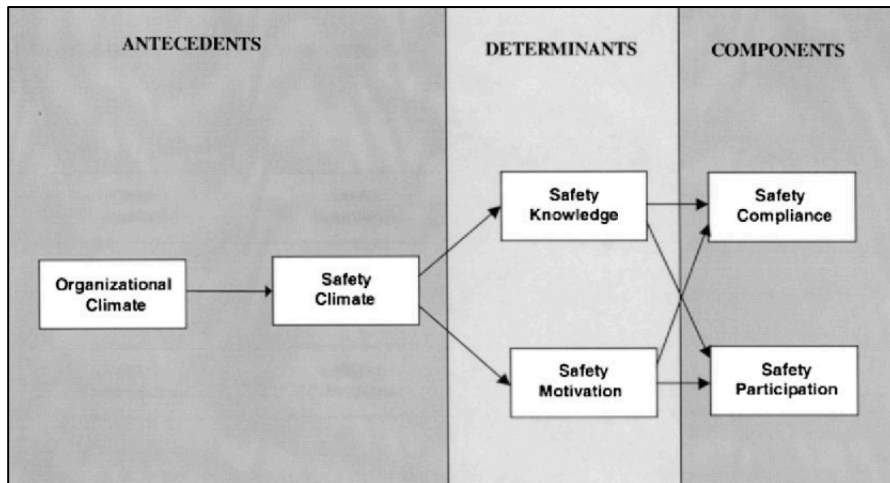 ANTECEDENTS
DETERMINANTS
COMPONENTS
Organizational
Climate
Safety
Climate
Safety
Knowledge
Safety
Motivation
Safety
Compliance
Safety
Participation